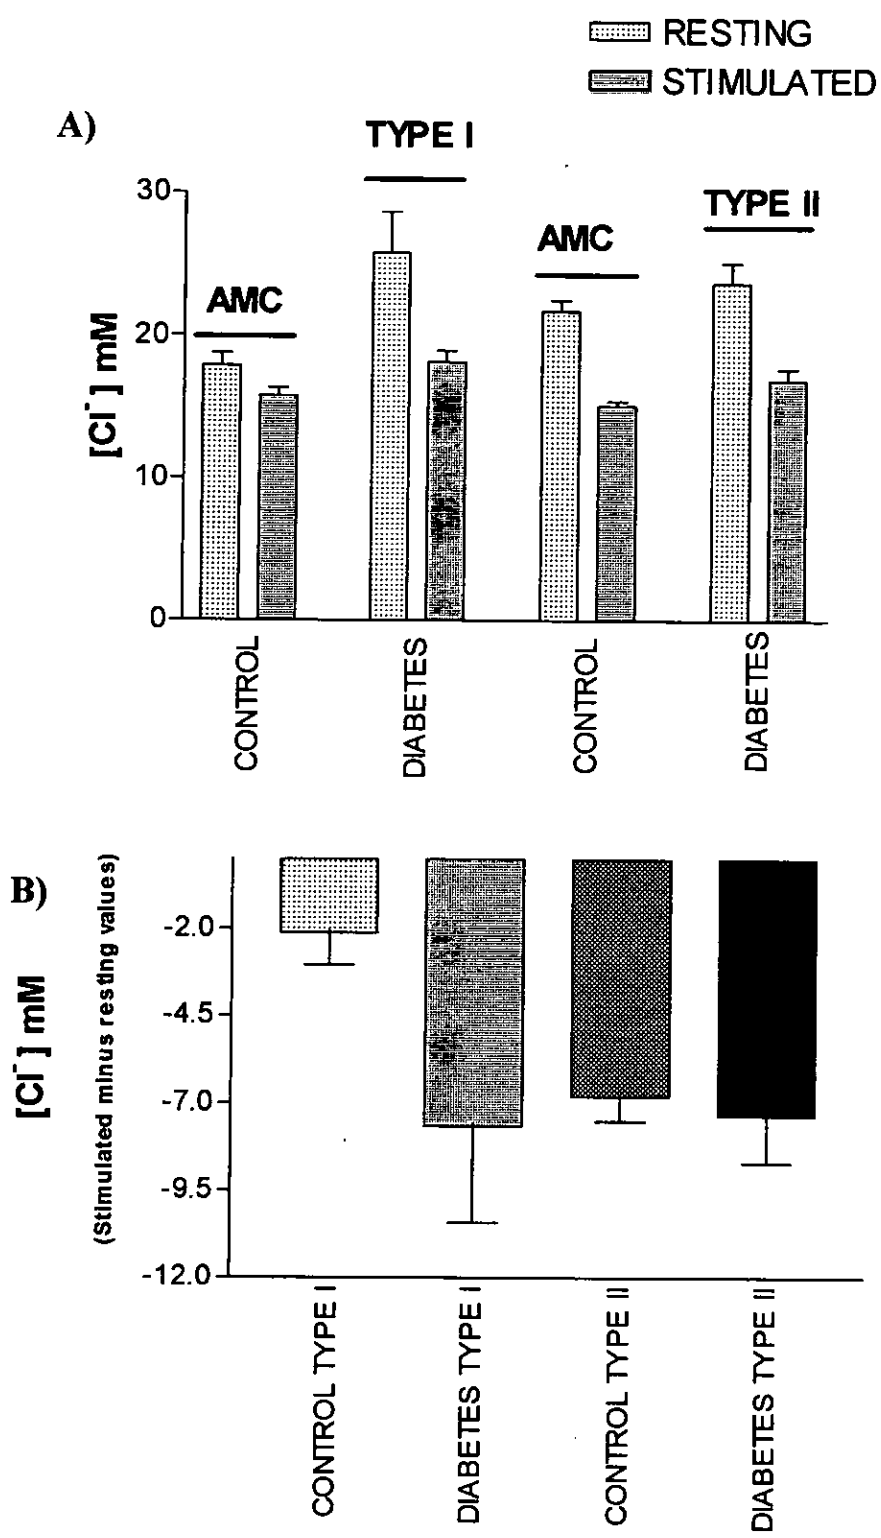 RESTING
STIMULATED
A)
TYPE I
TYPE II
AMC
AMC
30
20
10
0
[Cl⁻] mM
CONTROL
DIABETES
CONTROL
DIABETES
B)
[Cl⁻] mM
(Stimulated minus resting values)
-2.0
-4.5
-7.0
-9.5
-12.0
CONTROL TYPE I
DIABETES TYPE I
CONTROL TYPE II
DIABETES TYPE II